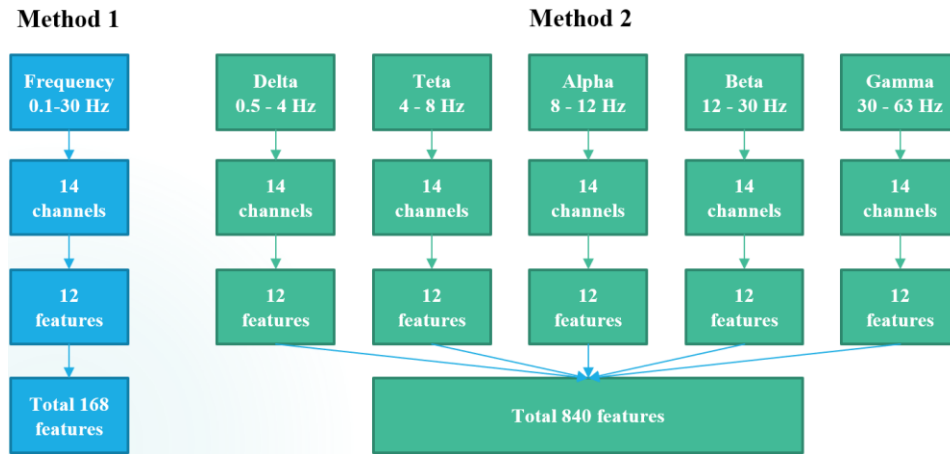 Method 1
Method 2
Frequency
0.1-30 Hz
Delta
0.5 - 4 Hz
Teta
4 - 8 Hz
Alpha
8 - 12 Hz
Beta
12 - 30 Hz
Gamma
30 - 63 Hz
14
channels
14
channels
14
channels
14
channels
14
channels
14
channels
12
features
12
features
12
features
12
features
12
features
12
features
Total 168
features
Total 840 features